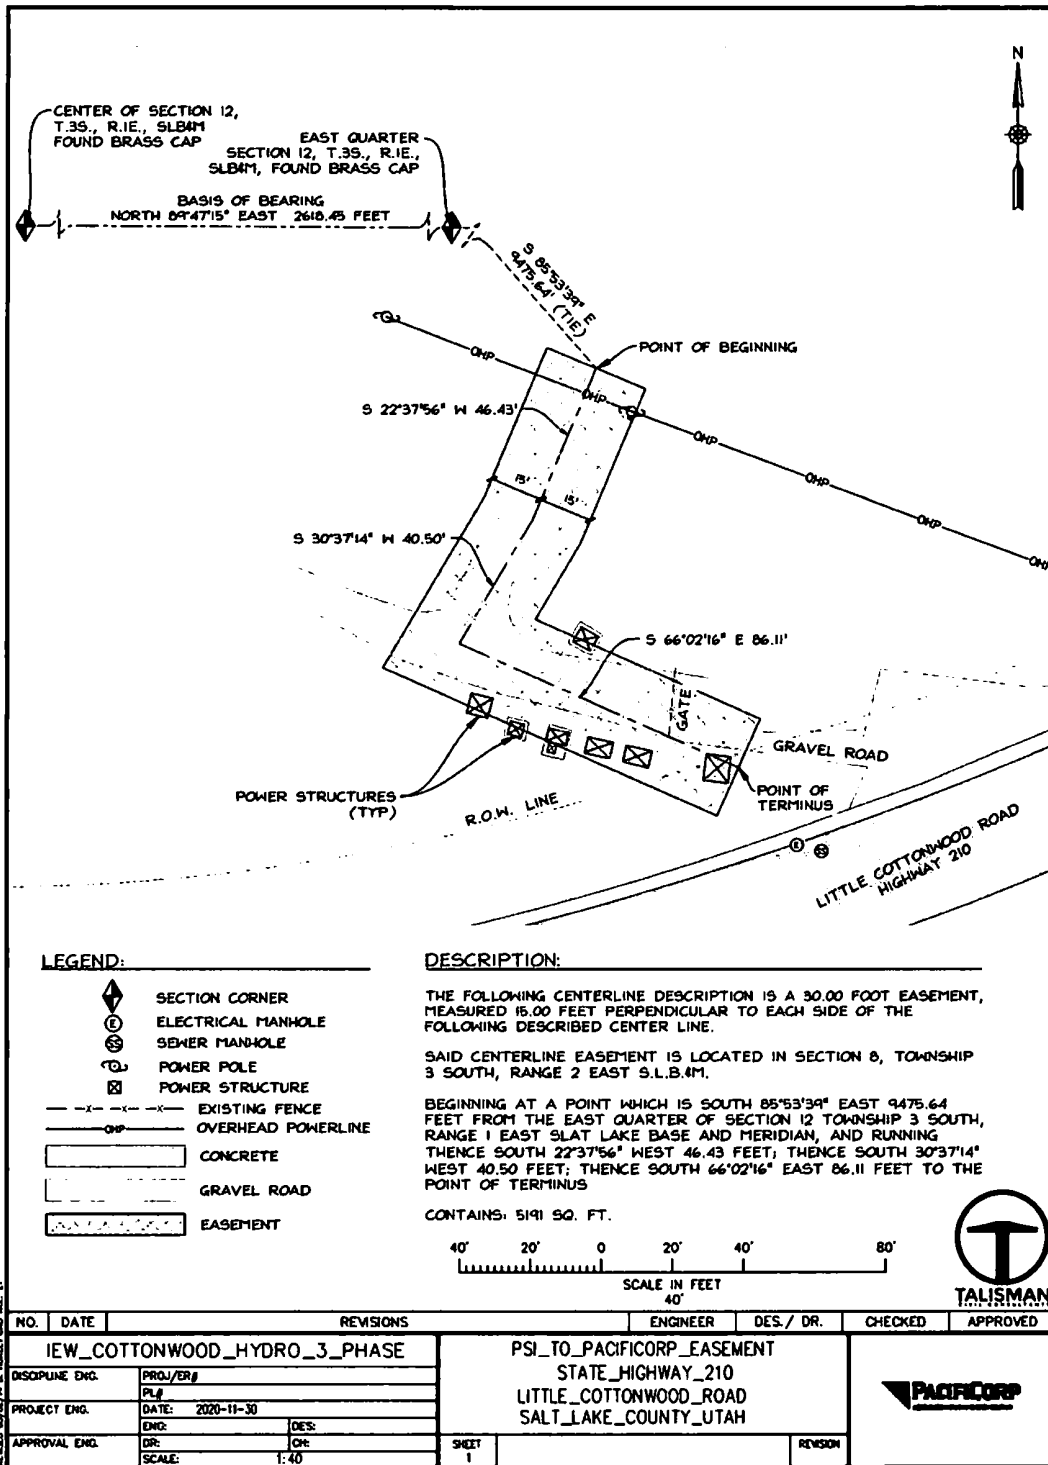 N
CENTER OF SECTION 12,
T.3S., R.1E., SLB&M
FOUND BRASS CAP
EAST QUARTER
SECTION 12, T.3S., R.1E.,
SLB&M, FOUND BRASS CAP
BASIS OF BEARING
NORTH 89°47'15" EAST 2618.45 FEET
S 85°53'39" E
9475.64' (TIE)
POINT OF BEGINNING
OHP
OHP
OHP
OHP
OHP
OHP
S 22°37'56" W 46.43'
15'
15'
S 30°37'14" W 40.50'
S 66°02'16" E 86.11'
GATE
GRAVEL ROAD
POINT OF
TERMINUS
POWER STRUCTURES
(TYP)
R.O.W. LINE
E
SS
LITTLE COTTONWOOD ROAD
HIGHWAY 210
LEGEND:
SECTION CORNER
E ELECTRICAL MANHOLE
SS SEWER MANHOLE
POWER POLE
POWER STRUCTURE
EXISTING FENCE
OHP OVERHEAD POWERLINE
CONCRETE
GRAVEL ROAD
EASEMENT
DESCRIPTION:
THE FOLLOWING CENTERLINE DESCRIPTION IS A 30.00 FOOT EASEMENT,
MEASURED 15.00 FEET PERPENDICULAR TO EACH SIDE OF THE
FOLLOWING DESCRIBED CENTER LINE.
SAID CENTERLINE EASEMENT IS LOCATED IN SECTION 8, TOWNSHIP
3 SOUTH, RANGE 2 EAST S.L.B.&M.
BEGINNING AT A POINT WHICH IS SOUTH 85°53'39" EAST 9475.64
FEET FROM THE EAST QUARTER OF SECTION 12 TOWNSHIP 3 SOUTH,
RANGE 1 EAST SLAT LAKE BASE AND MERIDIAN, AND RUNNING
THENCE SOUTH 22°37'56" WEST 46.43 FEET; THENCE SOUTH 30°37'14"
WEST 40.50 FEET; THENCE SOUTH 66°02'16" EAST 86.11 FEET TO THE
POINT OF TERMINUS
CONTAINS: 5191 SQ. FT.
40' 20' 0 20' 40' 80'
SCALE IN FEET
40'
TALISMAN
CIVIL CONSULTANTS
NO. DATE REVISIONS ENGINEER DES./ DR. CHECKED APPROVED
IEW_COTTONWOOD_HYDRO_3_PHASE
DISCIPLINE ENG. PROJ/ER#
PL#
PROJECT ENG. DATE: 2020-11-30
ENG: DES:
APPROVAL ENG. DR: CH:
SCALE: 1:40
PSI_TO_PACIFICORP_EASEMENT
STATE_HIGHWAY_210
LITTLE_COTTONWOOD_ROAD
SALT_LAKE_COUNTY_UTAH
SHEET
1
REVISION
PACIFICORP